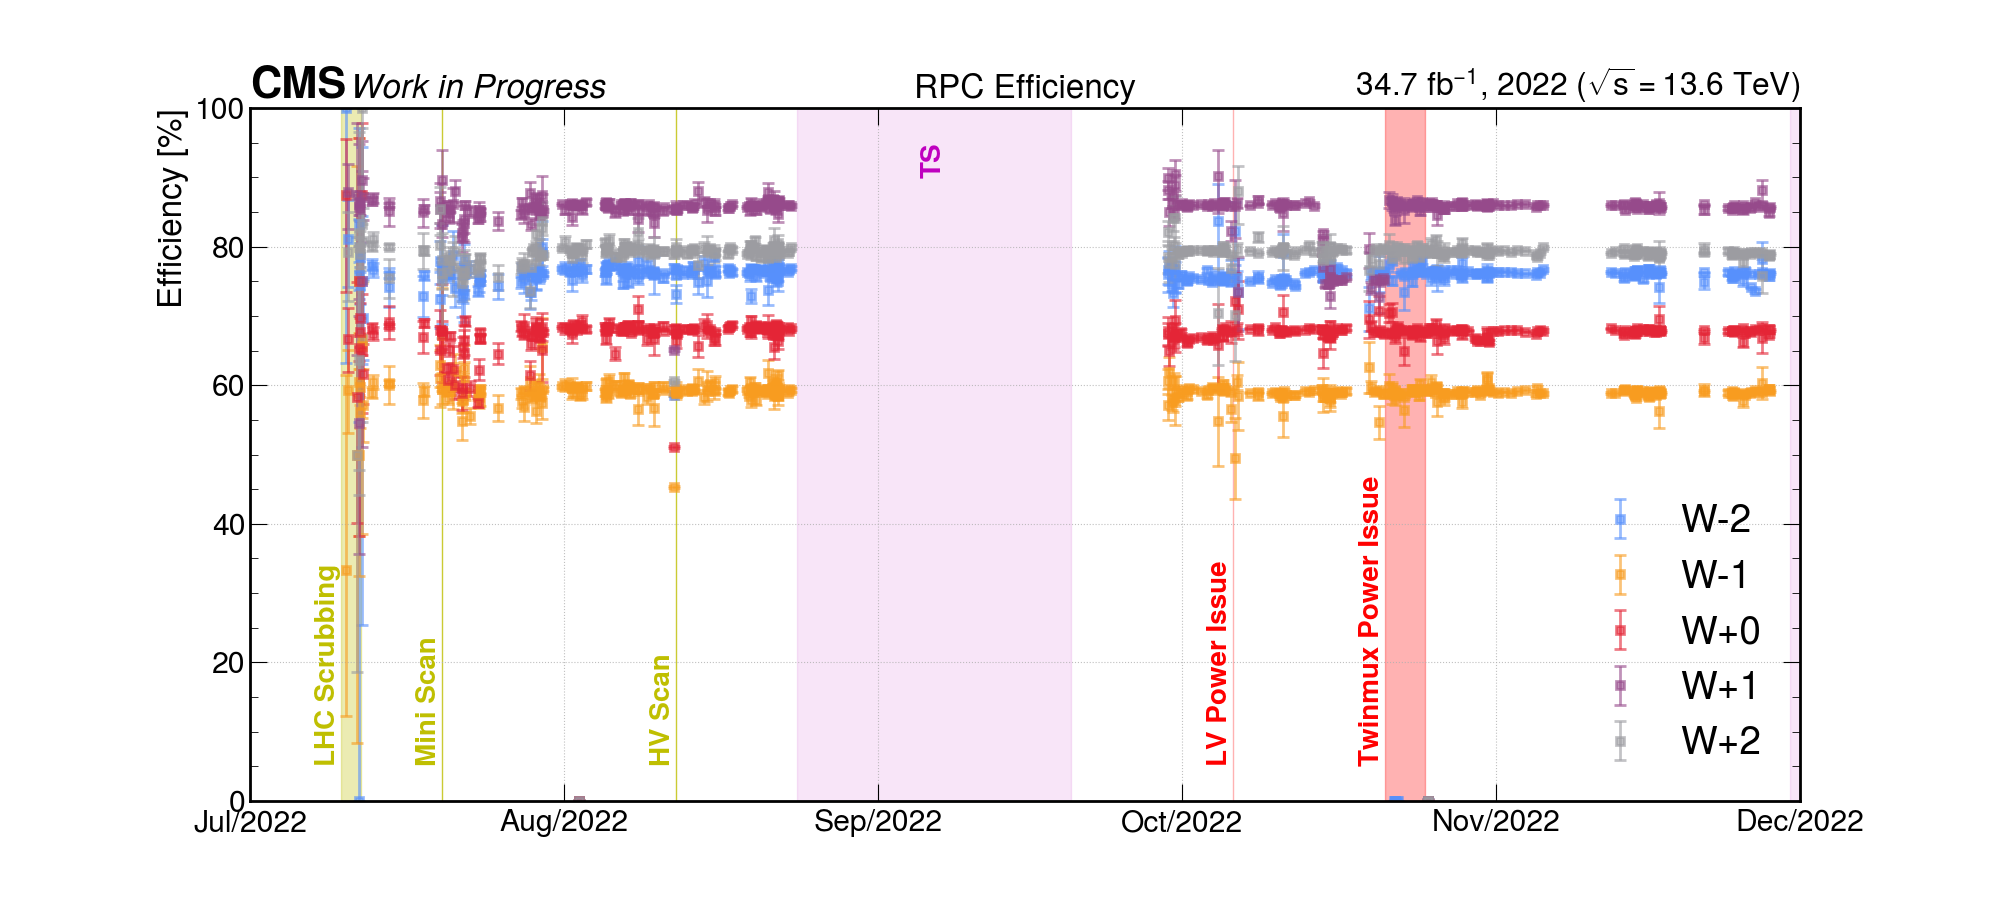 CMS Work in Progress RPC Efficiency 34.7 fb⁻¹, 2022 (√s = 13.6 TeV)
Efficiency [%]
100
80
60
40
20
0
LHC Scrubbing
Mini Scan
HV Scan
TS
LV Power Issue
Twinmux Power Issue
W-2
W-1
W+0
W+1
W+2
Jul/2022 Aug/2022 Sep/2022 Oct/2022 Nov/2022 Dec/2022